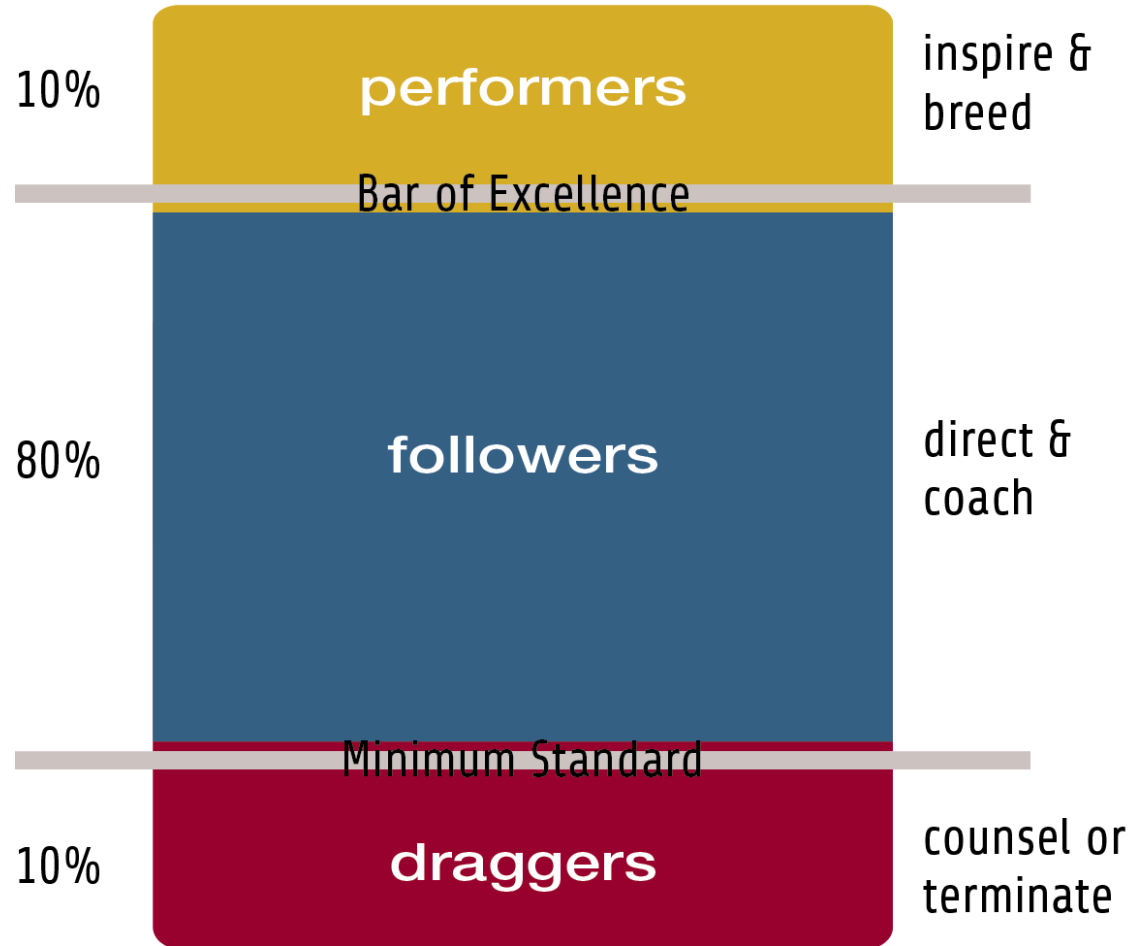 10%
performers
inspire &
breed
Bar of Excellence
80%
followers
direct &
coach
Minimum Standard
10%
draggers
counsel or
terminate